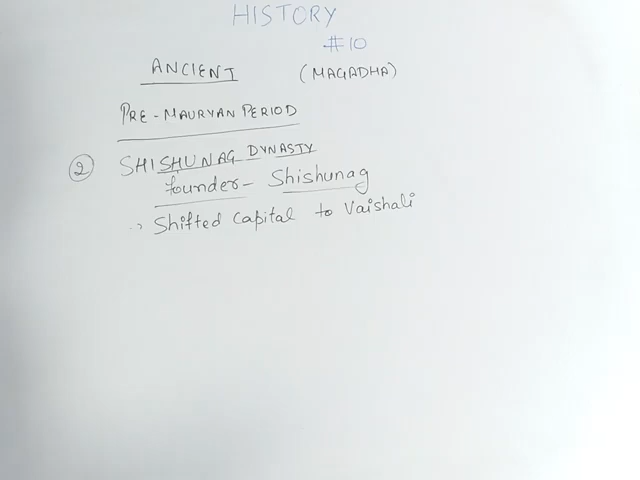 HISTORY
#10
ANCIENT (MAGADHA)
PRE-MAURYAN PERIOD
② SHISHUNAG DYNASTY
founder- Shishunag
Shifted Capital to Vaishali